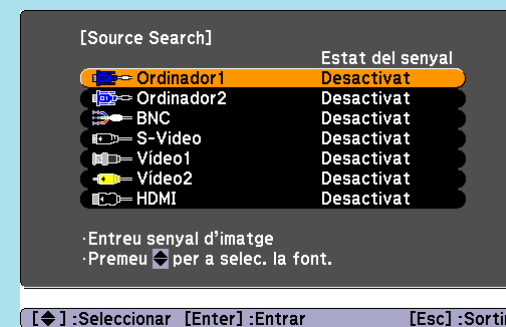 [Source Search]
Estat del senyal
Ordinador1 Desactivat
Ordinador2 Desactivat
BNC Desactivat
S-Video Desactivat
Vídeo1 Desactivat
Vídeo2 Desactivat
HDMI Desactivat
·Entreu senyal d'imatge
·Premeu per a selec. la font.
[ ] :Seleccionar [Enter] :Entrar [Esc] :Sortir